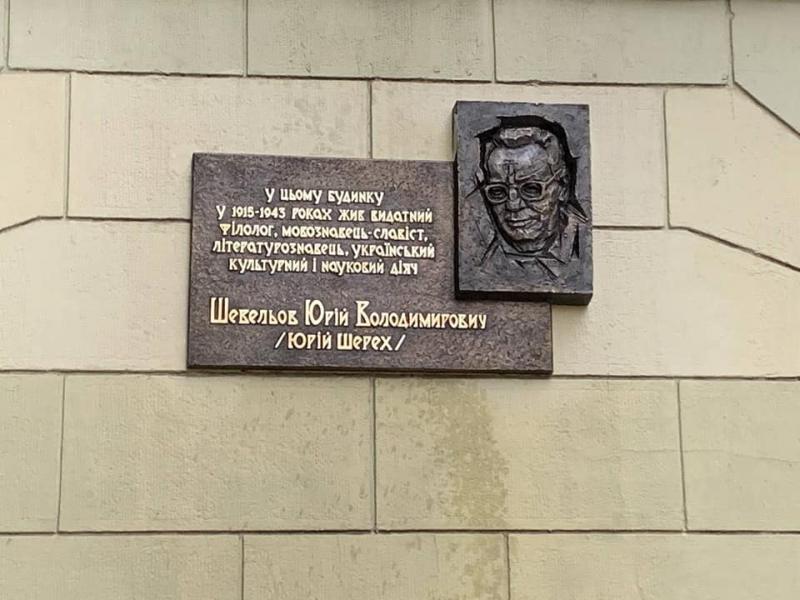 У цьому будинку
у 1915-1943 роках жив видатний
філолог, мовознавець-славіст,
літературознавець, український
культурний і науковий діяч
Шевельов Юрій Володимирович
/Юрій Шерех/